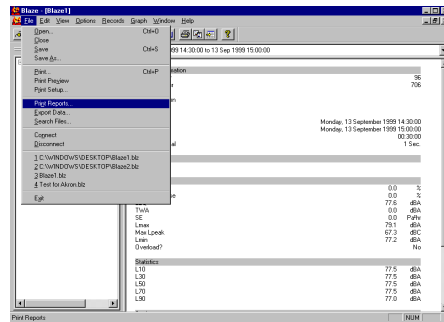 Blaze - [Blaze1]
File Edit View Options Records Graph Window Help
Open... Ctrl+O
Close
Save Ctrl+S
Save As...
Print... Ctrl+P
Print Preview
Print Setup...
Print Reports...
Export Data...
Search Files...
Connect
Disconnect
1 C:\WINDOWS\DESKTOP\Blaze1.blz
2 C:\WINDOWS\DESKTOP\Blaze2.blz
3 Blaze1.blz
4 Test for Akron.blz
Exit
999 14:30:00 to 13 Sep 1999 15:00:00
mation
96
706
Monday, 13 September 1999 14:30:00
Monday, 13 September 1999 15:00:00
00:30:00
1 Sec.
0.0 %
0.0 %
77.6 dBA
TWA 0.0 dBA
SE 0.0 Pa²hr
Lmax 79.1 dBA
Max Lpeak 67.3 dBC
Lmin 77.2 dBA
Overload? No
Statistics
L10 77.5 dBA
L30 77.5 dBA
L50 77.5 dBA
L70 77.5 dBA
L90 77.0 dBA
Print Reports
NUM